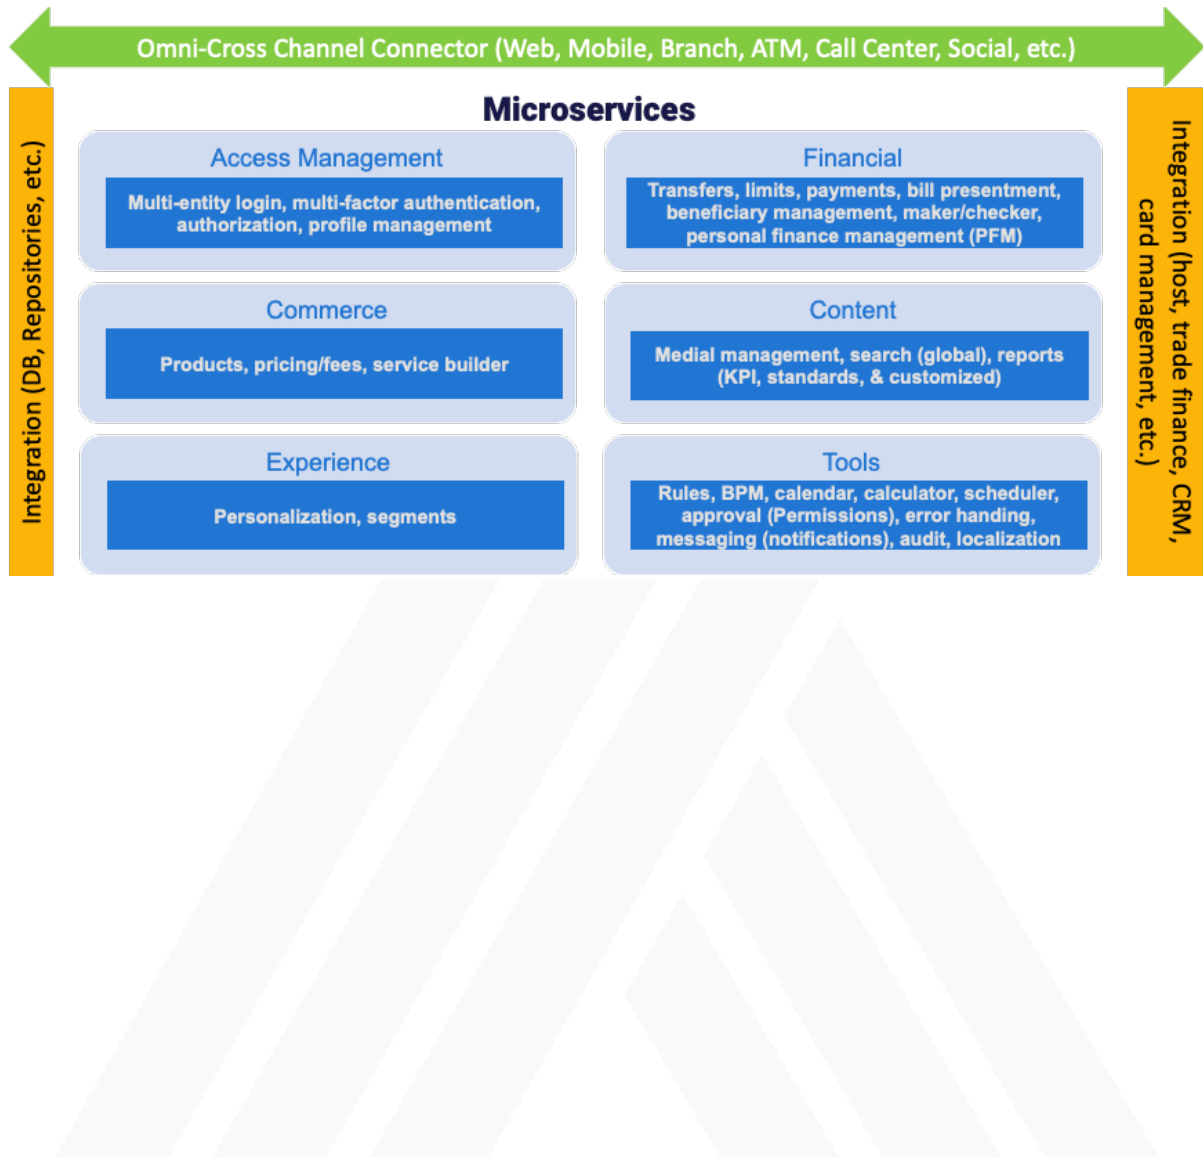 Omni-Cross Channel Connector (Web, Mobile, Branch, ATM, Call Center, Social, etc.)
Integration (DB, Repositories, etc.)
Microservices
Access Management
Multi-entity login, multi-factor authentication,
authorization, profile management
Financial
Transfers, limits, payments, bill presentment,
beneficiary management, maker/checker,
personal finance management (PFM)
Commerce
Products, pricing/fees, service builder
Content
Medial management, search (global), reports
(KPI, standards, & customized)
Experience
Personalization, segments
Tools
Rules, BPM, calendar, calculator, scheduler,
approval (Permissions), error handing,
messaging (notifications), audit, localization
Integration (host, trade finance, CRM,
card management, etc.)